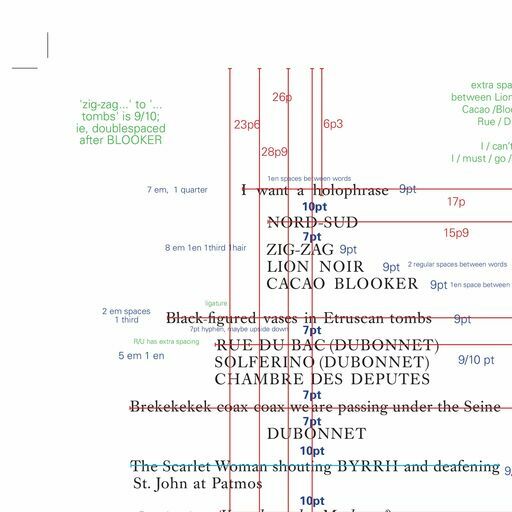 extra spa
'zig-zag...' to '...
tombs' is 9/10;
ie, doublespaced
after BLOOKER
26p
between Lion
Cacao /Bloo
Rue / D
23p6
6p3
I / can't
I / must / go /
28p9
1en spaces between words
7 em, 1 quarter
I want a holophrase
9pt
17p
10pt
NORD-SUD
15p9
7pt
8 em 1en 1third 1hair
ZIG-ZAG
9pt
LION NOIR
9pt
2 regular spaces between words
CACAO BLOOKER
9pt
1en space between
ligature
2 em spaces
1 third
Black-figured vases in Etruscan tombs
9pt
7pt hyphen, maybe upside down
7pt
R/U has extra spacing
RUE DU BAC (DUBONNET)
5 em 1 en
SOLFERINO (DUBONNET)
9/10 pt
CHAMBRE DES DEPUTES
7pt
Brekekekek coax coax we are passing under the Seine
7pt
DUBONNET
10pt
The Scarlet Woman shouting BYRRH and deafening
9/
St. John at Patmos
10pt